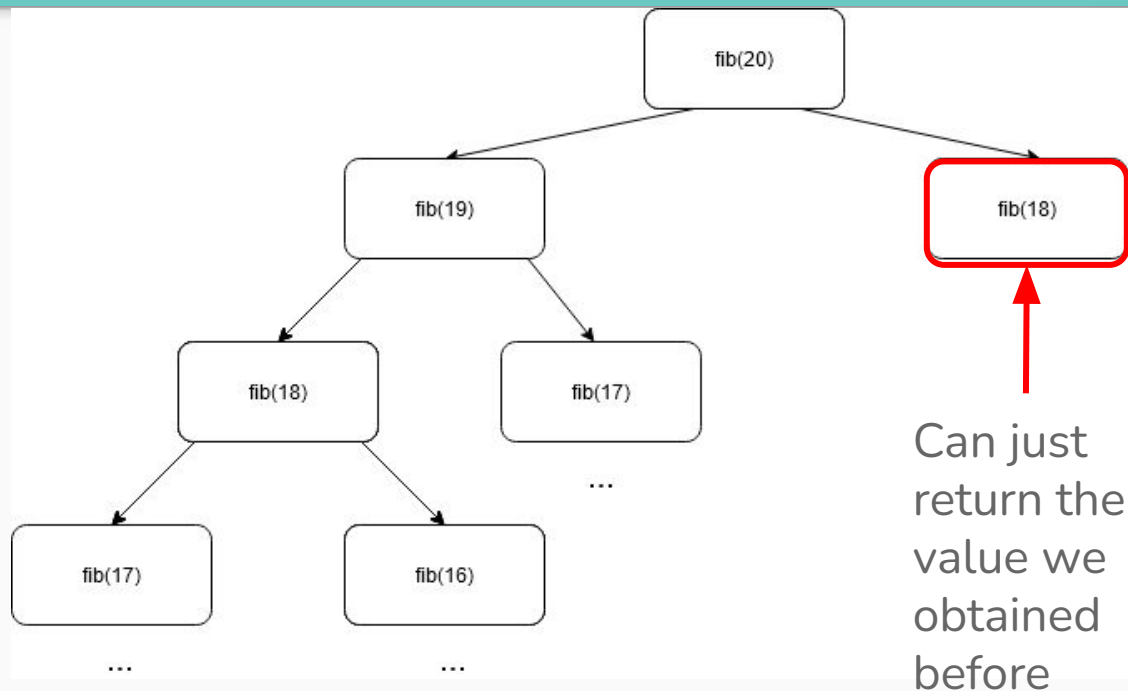 fib(20)
fib(19)
fib(18)
fib(18)
fib(17)
...
fib(17)
fib(16)
...
...
Can just
return the
value we
obtained
before